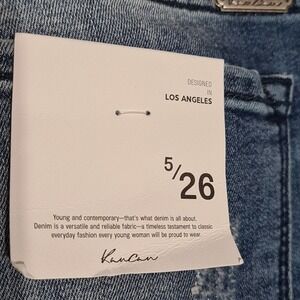 DESIGNED
IN
LOS ANGELES
5/26
Young and contemporary—that's what denim is all about.
Denim is a versatile and reliable fabric—a timeless testament to classic
everyday fashion every young woman will be proud to wear.
KanCan